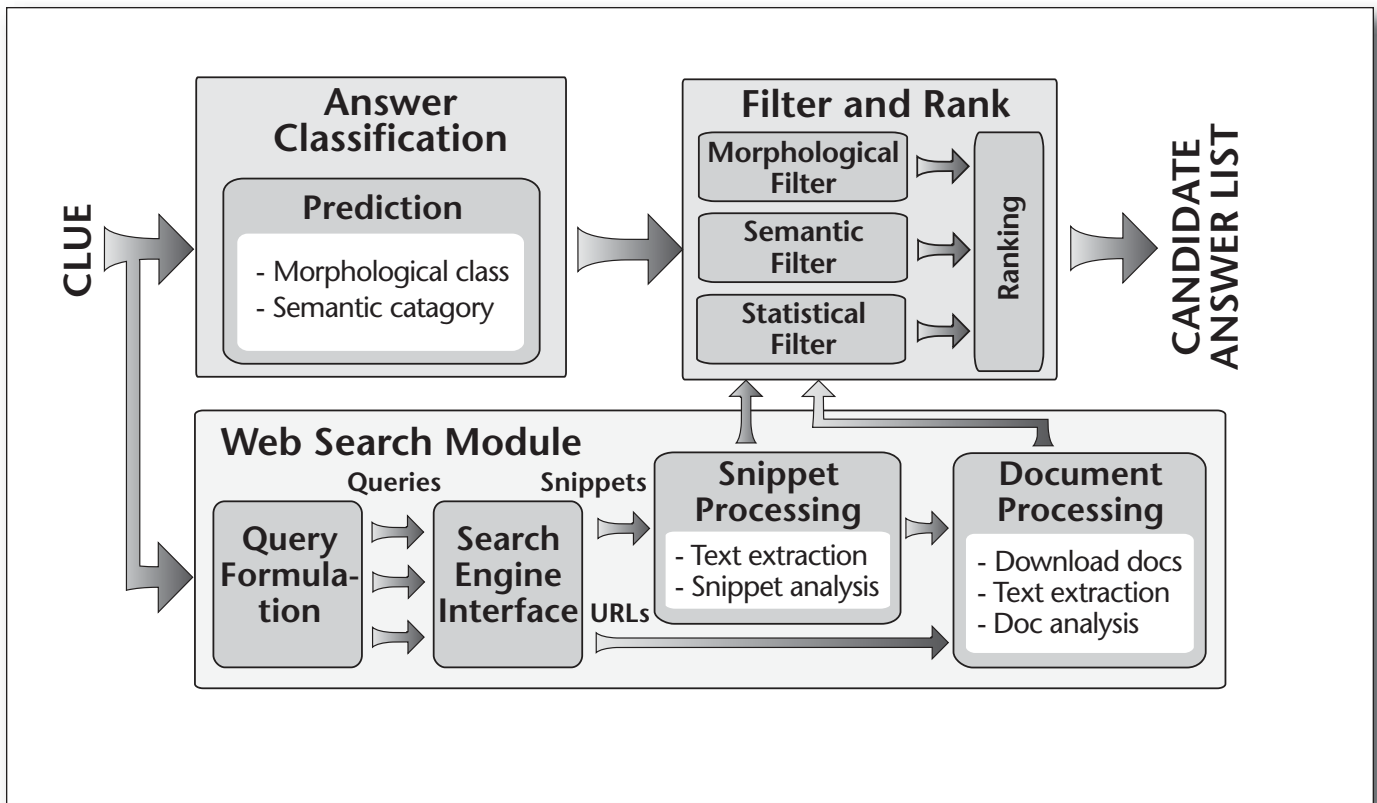 CLUE
Answer
Classification
Prediction
- Morphological class
- Semantic catagory
Filter and Rank
Morphological
Filter
Semantic
Filter
Statistical
Filter
Ranking
CANDIDATE
ANSWER LIST
Web Search Module
Queries
Snippets
URLs
Query
Formula-
tion
Search
Engine
Interface
Snippet
Processing
- Text extraction
- Snippet analysis
Document
Processing
- Download docs
- Text extraction
- Doc analysis